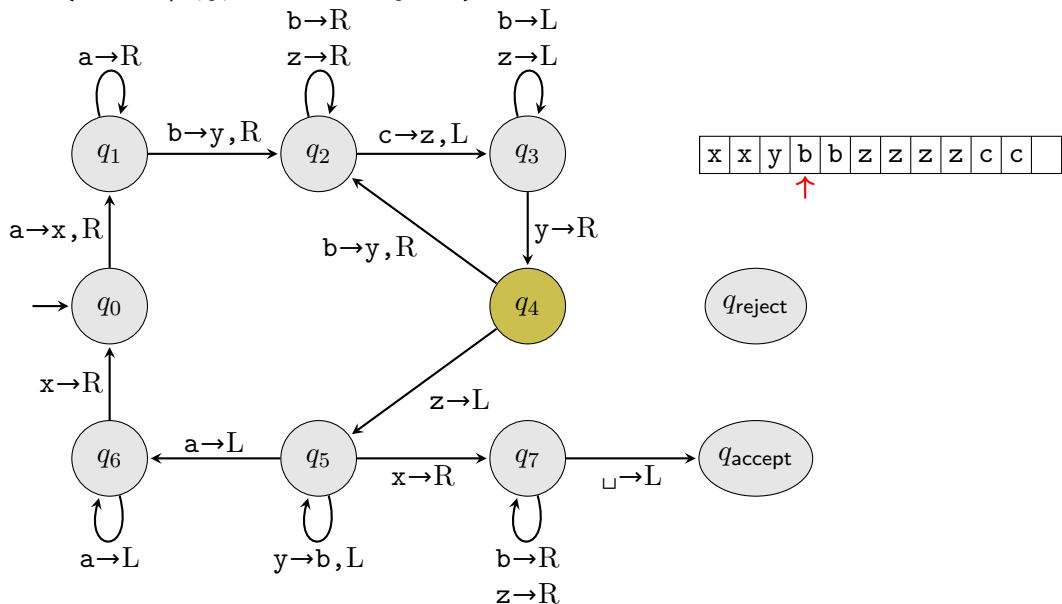 b→R
z→R
b→L
z→L
a→R
q1
b→y,R
q2
c→z,L
q3
x x y b b z z z z c c
a→x,R
b→y,R
y→R
q0
q4
qreject
x→R
z→L
q6
a→L
q5
x→R
q7
␣→L
qaccept
a→L
y→b,L
b→R
z→R